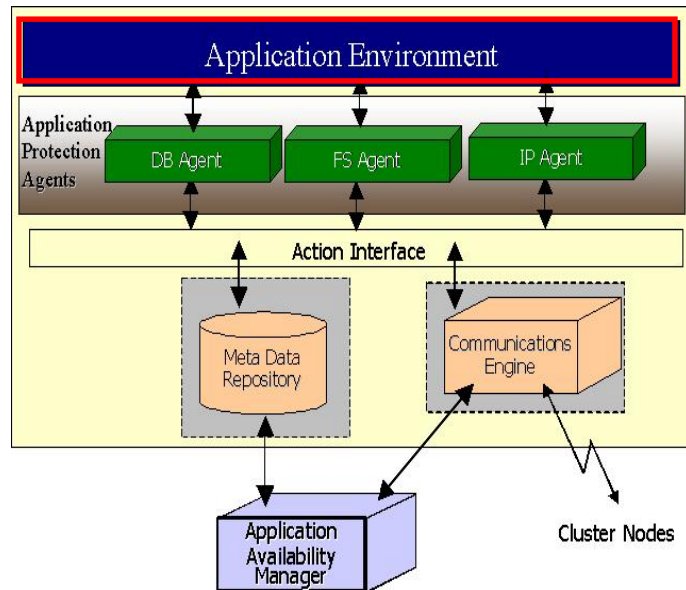 Application Environment
Application
Protection
Agents
DB Agent
FS Agent
IP Agent
Action Interface
Meta Data
Repository
Communications
Engine
Application
Availability
Manager
Cluster Nodes